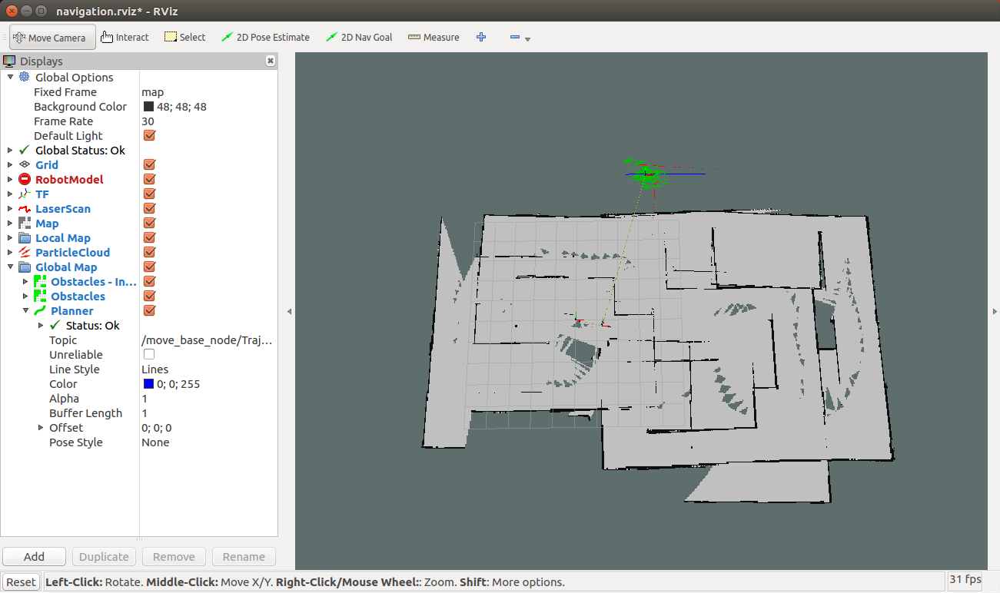 navigation.rviz* - RViz
Move Camera Interact Select 2D Pose Estimate 2D Nav Goal Measure
Displays
Global Options
Fixed Frame map
Background Color 48; 48; 48
Frame Rate 30
Default Light
Global Status: Ok
Grid
RobotModel
TF
LaserScan
Map
Local Map
ParticleCloud
Global Map
Obstacles - In...
Obstacles
Planner
Status: Ok
Topic /move_base_node/Traj...
Unreliable
Line Style Lines
Color 0; 0; 255
Alpha 1
Buffer Length 1
Offset 0; 0; 0
Pose Style None
Add Duplicate Remove Rename
Reset Left-Click: Rotate. Middle-Click: Move X/Y. Right-Click/Mouse Wheel:: Zoom. Shift: More options. 31 fps